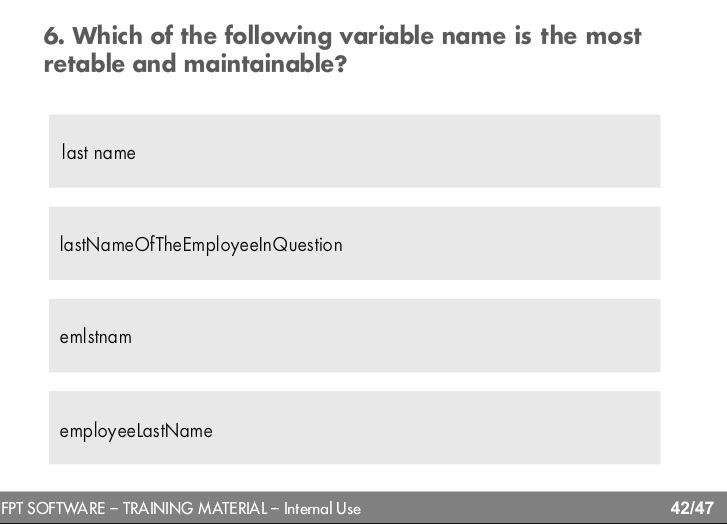 6. Which of the following variable name is the most
retable and maintainable?
last name
lastNameOfTheEmployeeInQuestion
emlstnam
employeeLastName
FPT SOFTWARE – TRAINING MATERIAL – Internal Use
42/47